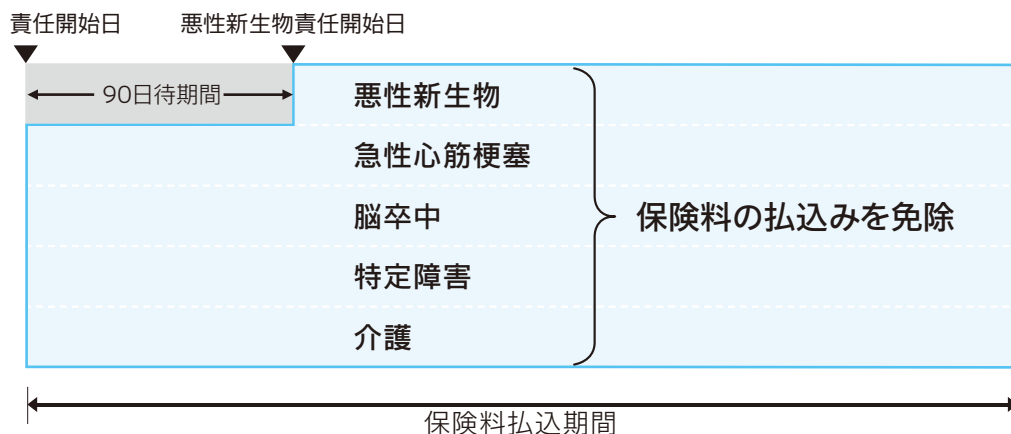 責任開始日
悪性新生物責任開始日
90日待期間
悪性新生物
急性心筋梗塞
脳卒中
特定障害
介護
保険料の払込みを免除
保険料払込期間